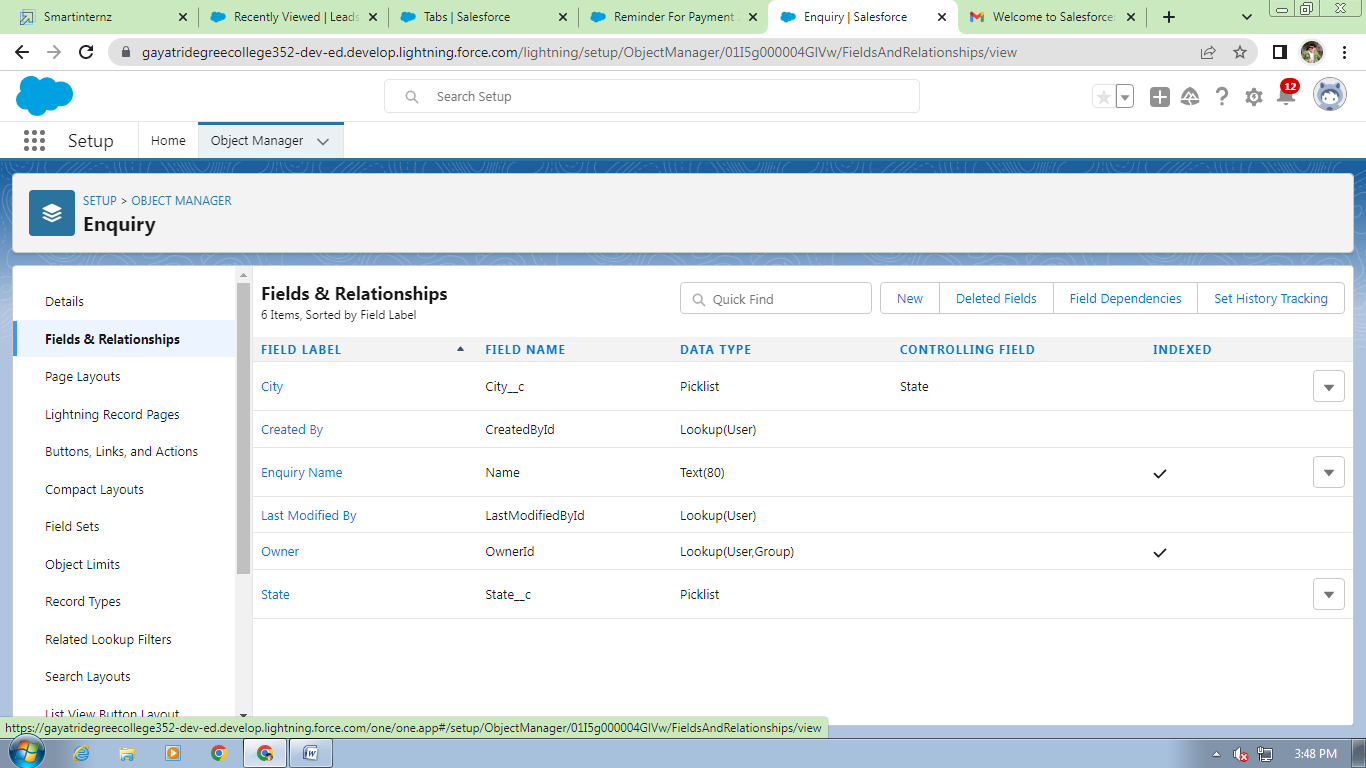 Smartinternz
Recently Viewed | Leads
Tabs | Salesforce
Reminder For Payment
Enquiry | Salesforce
Welcome to Salesforce
gayatridegreecollege352-dev-ed.develop.lightning.force.com/lightning/setup/ObjectManager/01I5g000004GlVw/FieldsAndRelationships/view
Search Setup
12
Setup
Home
Object Manager
SETUP > OBJECT MANAGER
Enquiry
Details
Fields & Relationships
Page Layouts
Lightning Record Pages
Buttons, Links, and Actions
Compact Layouts
Field Sets
Object Limits
Record Types
Related Lookup Filters
Search Layouts
List View Button Layout
Fields & Relationships
6 Items, Sorted by Field Label
Quick Find
New
Deleted Fields
Field Dependencies
Set History Tracking
FIELD LABEL FIELD NAME DATA TYPE CONTROLLING FIELD INDEXED
City City__c Picklist State
Created By CreatedById Lookup(User)
Enquiry Name Name Text(80)
Last Modified By LastModifiedById Lookup(User)
Owner OwnerId Lookup(User,Group)
State State__c Picklist
https://gayatridegreecollege352-dev-ed.develop.lightning.force.com/one/one.app#/setup/ObjectManager/01I5g000004GlVw/FieldsAndRelationships/view
3:48 PM